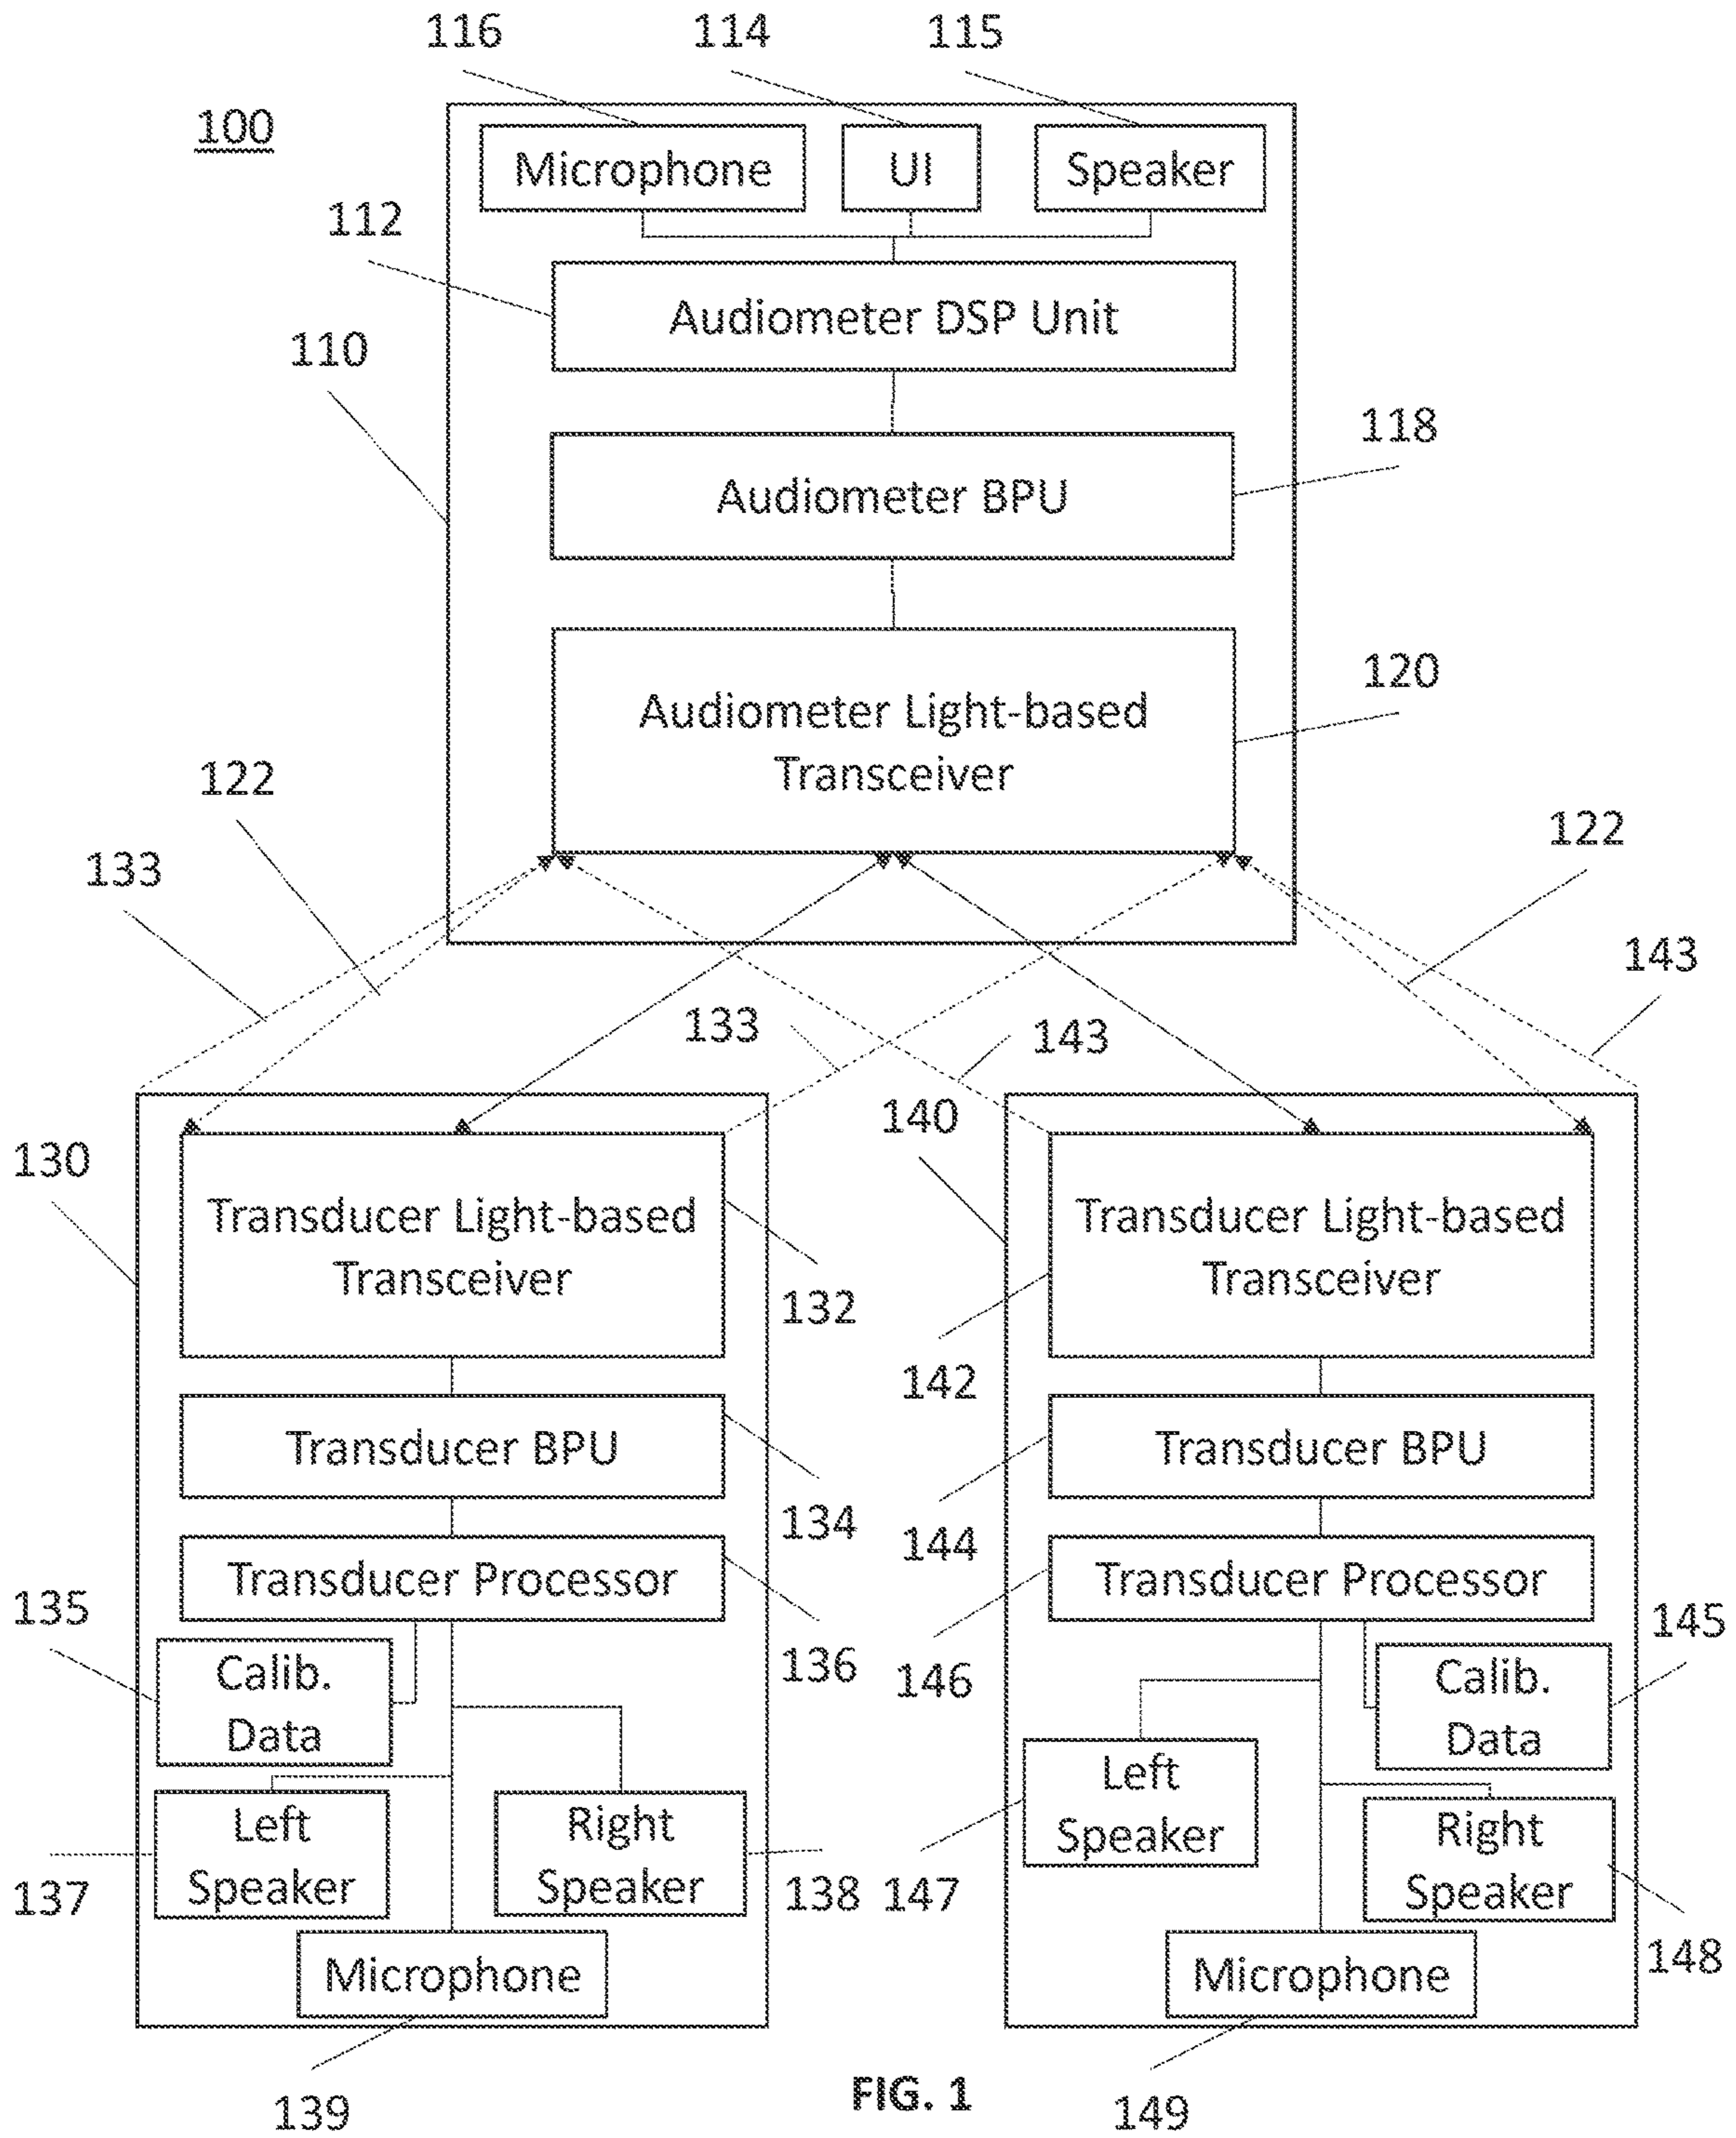 116
114
115
100
Microphone
UI
Speaker
112
Audiometer DSP Unit
110
118
Audiometer BPU
120
Audiometer Light-based
Transceiver
122
122
133
143
133
143
140
130
Transducer Light-based
Transceiver
Transducer Light-based
Transceiver
132
142
Transducer BPU
Transducer BPU
134
144
Transducer Processor
Transducer Processor
135
145
136
146
Calib.
Data
Calib.
Data
Left
Speaker
Left
Speaker
Right
Speaker
Right
Speaker
137
138
147
148
Microphone
Microphone
139
149
FIG. 1